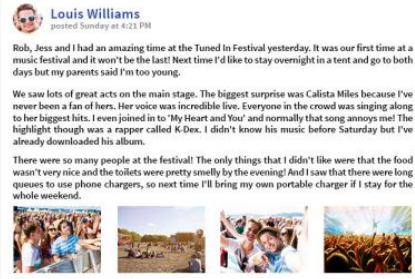 Louis Williams
posted Sunday at 4:21 PM
Rob, Jess and I had an amazing time at the Tuned In Festival yesterday. It was our first time at a
music festival and it won't be the last! Next time I'd like to stay overnight in a tent and go to both
days but my parents said I'm too young.
We saw lots of great acts on the main stage. The biggest surprise was Calista Miles because I've
never been a fan of hers. Her voice was incredible live. Everyone in the crowd was singing along
to her biggest hits. I even joined in to 'My Heart and You' and normally that song annoys me! The
highlight though was a rapper called K-Dex. I didn't know his music before Saturday but I've
already downloaded his album.
There were so many people at the festival! The only things that I didn't like were that the food
wasn't very nice and the toilets were pretty smelly by the evening! And I saw that there were long
queues to use phone chargers, so next time I'll bring my own portable charger if I stay for the
whole weekend.